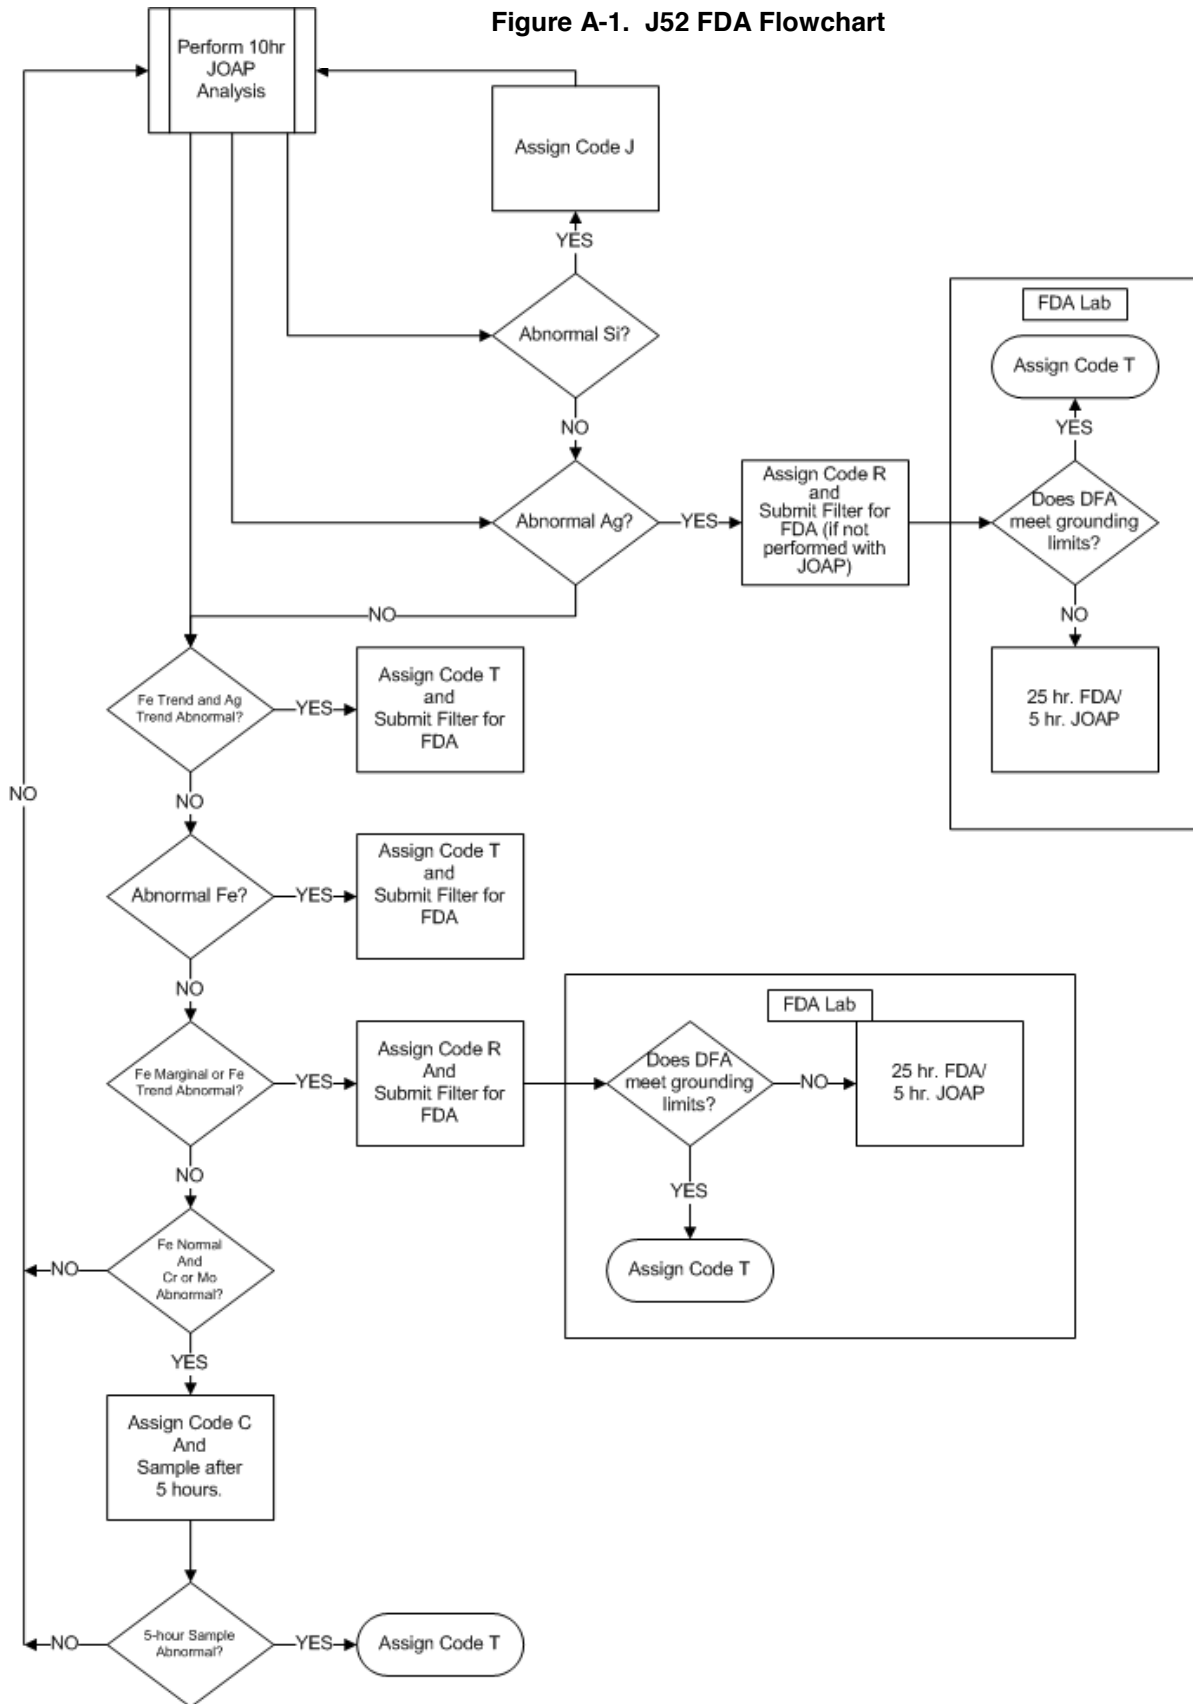 Figure A-1. J52 FDA Flowchart
Perform 10hr
JOAP
Analysis
Assign Code J
YES
Abnormal Si?
NO
FDA Lab
Assign Code T
YES
Does DFA
meet grounding
limits?
NO
25 hr. FDA/
5 hr. JOAP
Abnormal Ag?
YES
Assign Code R
and
Submit Filter for
FDA (if not
performed with
JOAP)
NO
Fe Trend and Ag
Trend Abnormal?
YES
Assign Code T
and
Submit Filter for
FDA
NO
NO
Abnormal Fe?
YES
Assign Code T
and
Submit Filter for
FDA
NO
Fe Marginal or Fe
Trend Abnormal?
YES
Assign Code R
And
Submit Filter for
FDA
FDA Lab
Does DFA
meet grounding
limits?
NO
25 hr. FDA/
5 hr. JOAP
YES
Assign Code T
NO
Fe Normal
And
Cr or Mo
Abnormal?
NO
YES
Assign Code C
And
Sample after
5 hours.
5-hour Sample
Abnormal?
NO
YES
Assign Code T